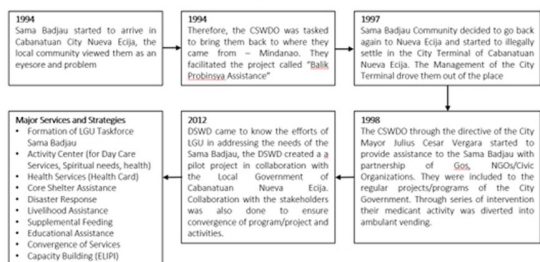 1994
Sama Badjau started to arrive in
Cabanatuan City Nueva Ecija, the
local community viewed them as an
eyesore and problem
1994
Therefore, the CSWDO was tasked
to bring them back to where they
came from – Mindanao. They
facilitated the project called "Balik
Probinsya Assistance"
1997
Sama Badjau Community decided to go back
again to Nueva Ecija and started to illegally
settle in the City Terminal of Cabanatuan
Nueva Ecija. The Management of the City
Terminal drove them out of the place
1998
The CSWDO through the directive of the City
Mayor Julius Cesar Vergara started to
provide assistance to the Sama Badjau with
partnership of Gos, NGOs/Civic
Organizations. They were included to the
regular projects/programs of the City
Government. Through series of intervention
their medicant activity was diverted into
ambulant vending.
2012
DSWD came to know the efforts of
LGU in addressing the needs of the
Sama Badjau, the DSWD created a a
pilot project in collaboration with
the Local Government of
Cabanatuan Nueva Ecija.
Collaboration with the stakeholders
was also done to ensure
convergence of program/project and
activities.
Major Services and Strategies
• Formation of LGU Taskforce
Sama Badjau
• Activity Center (for Day Care
Services, Spiritual needs, health)
• Health Services (Health Card)
• Core Shelter Assistance
• Disaster Response
• Livelihood Assistance
• Supplemental Feeding
• Educational Assistance
• Convergence of Services
• Capacity Building (ELIPI)